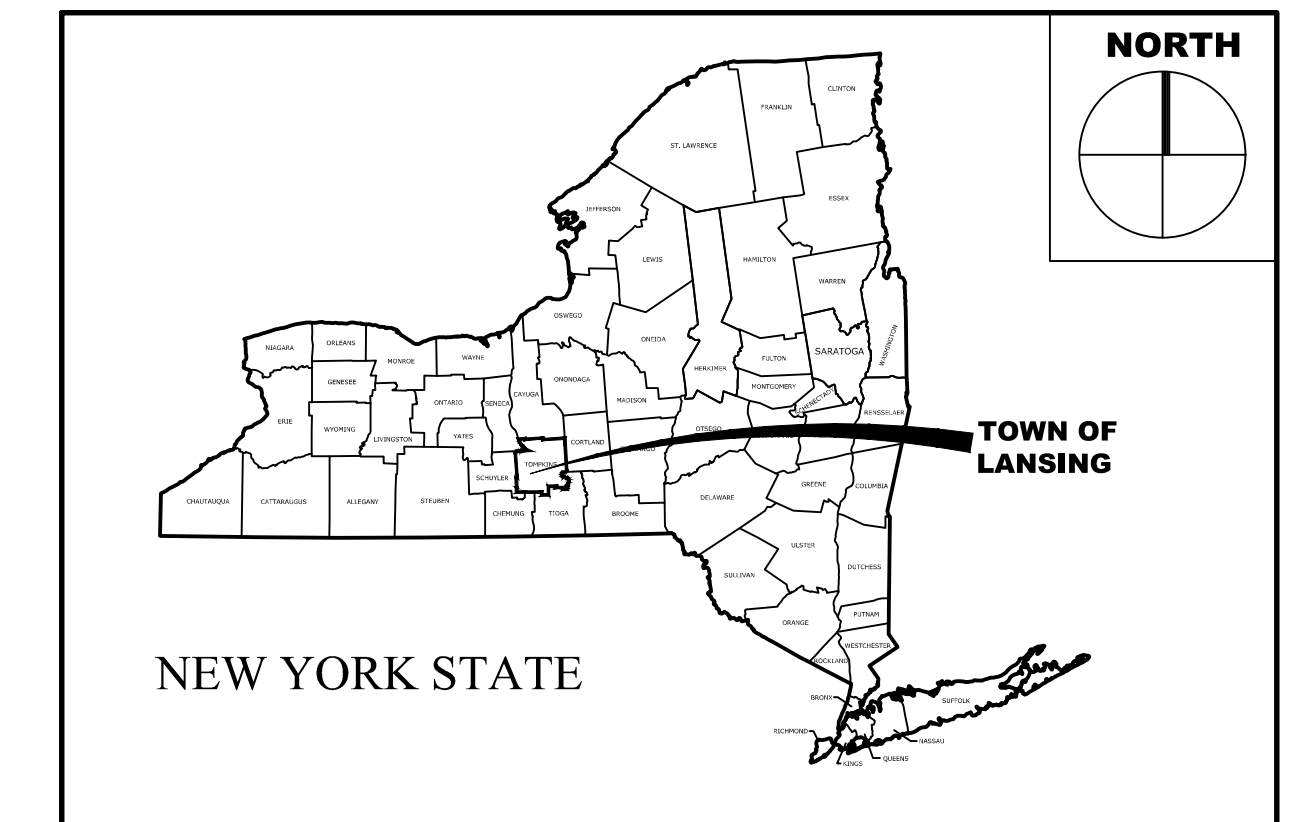 NORTH
CLINTON
FRANKLIN
ST. LAWRENCE
ESSEX
JEFFERSON
LEWIS
HAMILTON
WARREN
OSWEGO
WASHINGTON
ONEIDA
ORLEANS
NIAGARA
SARATOGA
MONROE
WAYNE
FULTON
HERKIMER
ONONDAGA
GENESEE
MONTGOMERY
CAYUGA
MADISON
ONTARIO
SENECA
SCHENECTADY
RENSSELAER
ERIE
WYOMING
OTSEGO
TOWN OF
LANSING
LIVINGSTON
YATES
CORTLAND
TOMPKINS
SCHUYLER
GREENE
COLUMBIA
CHAUTAUQUA
CATTARAUGUS
ALLEGANY
STEUBEN
DELAWARE
CHEMUNG
TIOGA
BROOME
ULSTER
DUTCHESS
SULLIVAN
PUTNAM
ORANGE
WESTCHESTER
ROCKLAND
NEW YORK STATE
BRONX
SUFFOLK
RICHMOND
NASSAU
QUEENS
KINGS